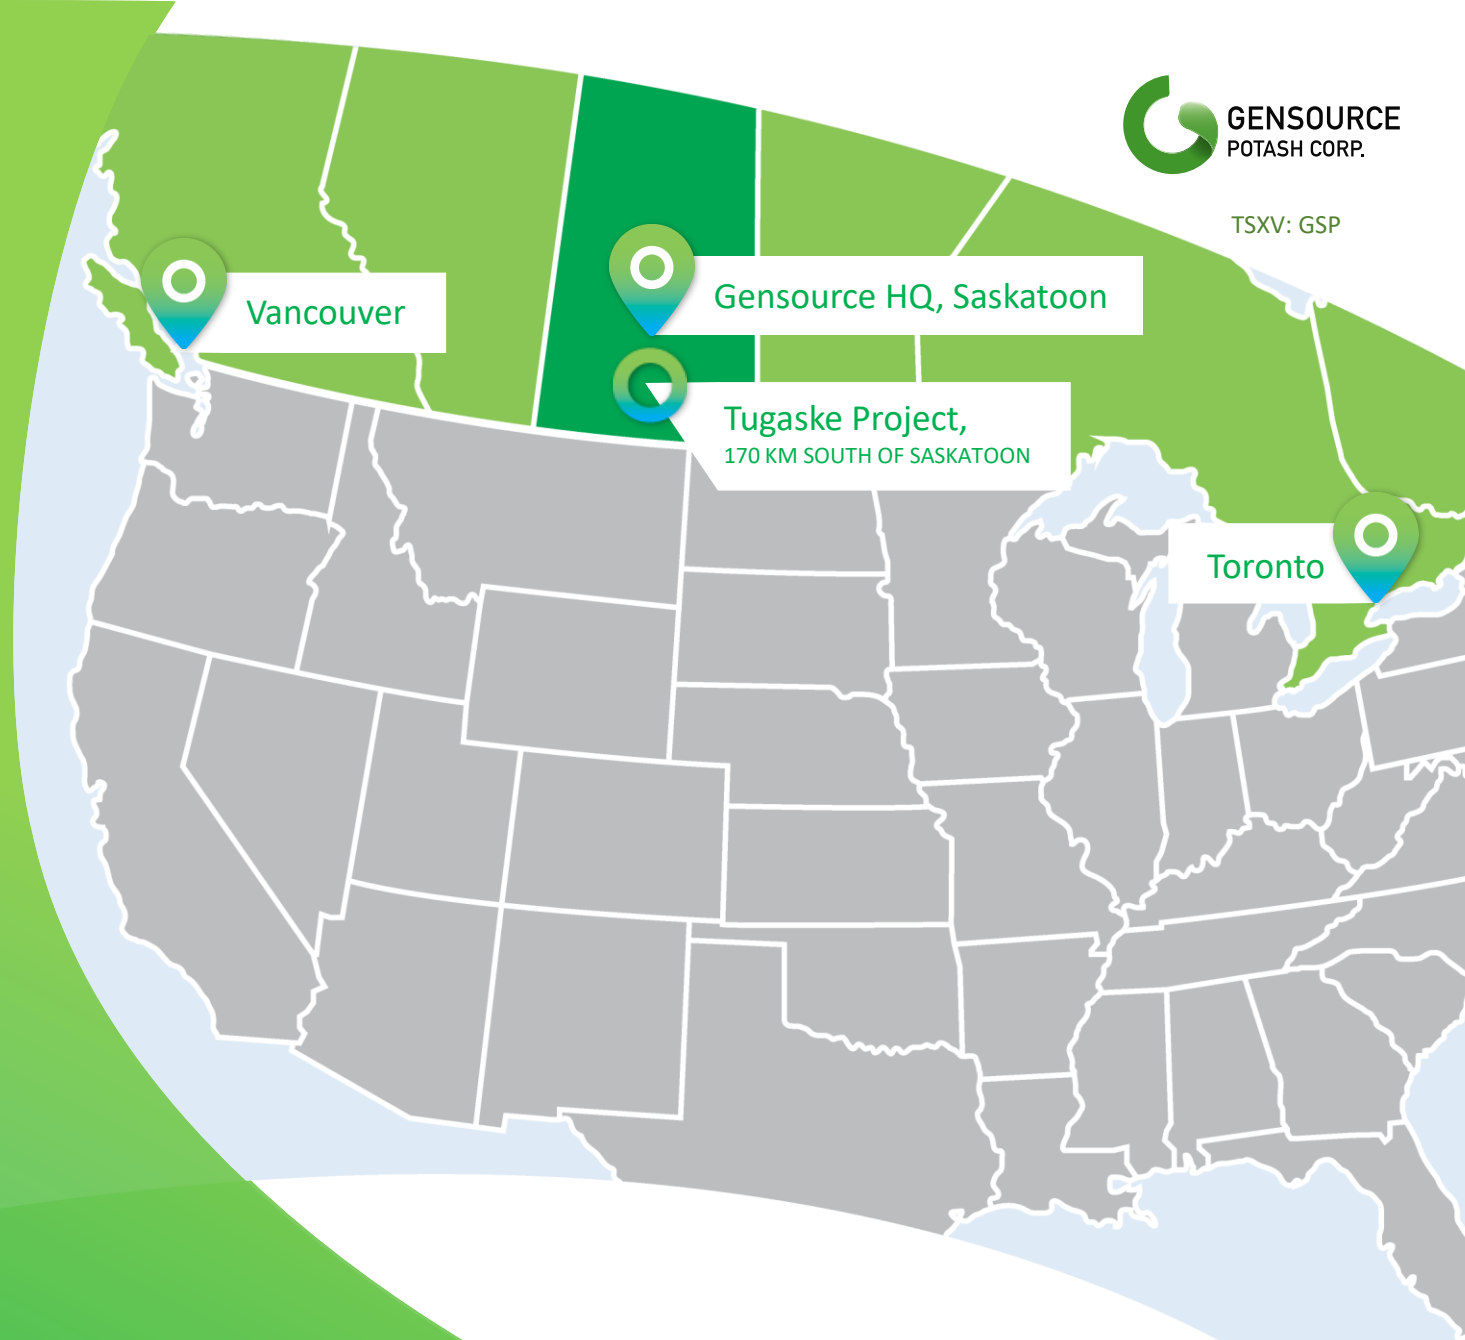 GENSOURCE
POTASH CORP.
TSXV: GSP
Vancouver
Gensource HQ, Saskatoon
Tugaske Project,
170 KM SOUTH OF SASKATOON
Toronto